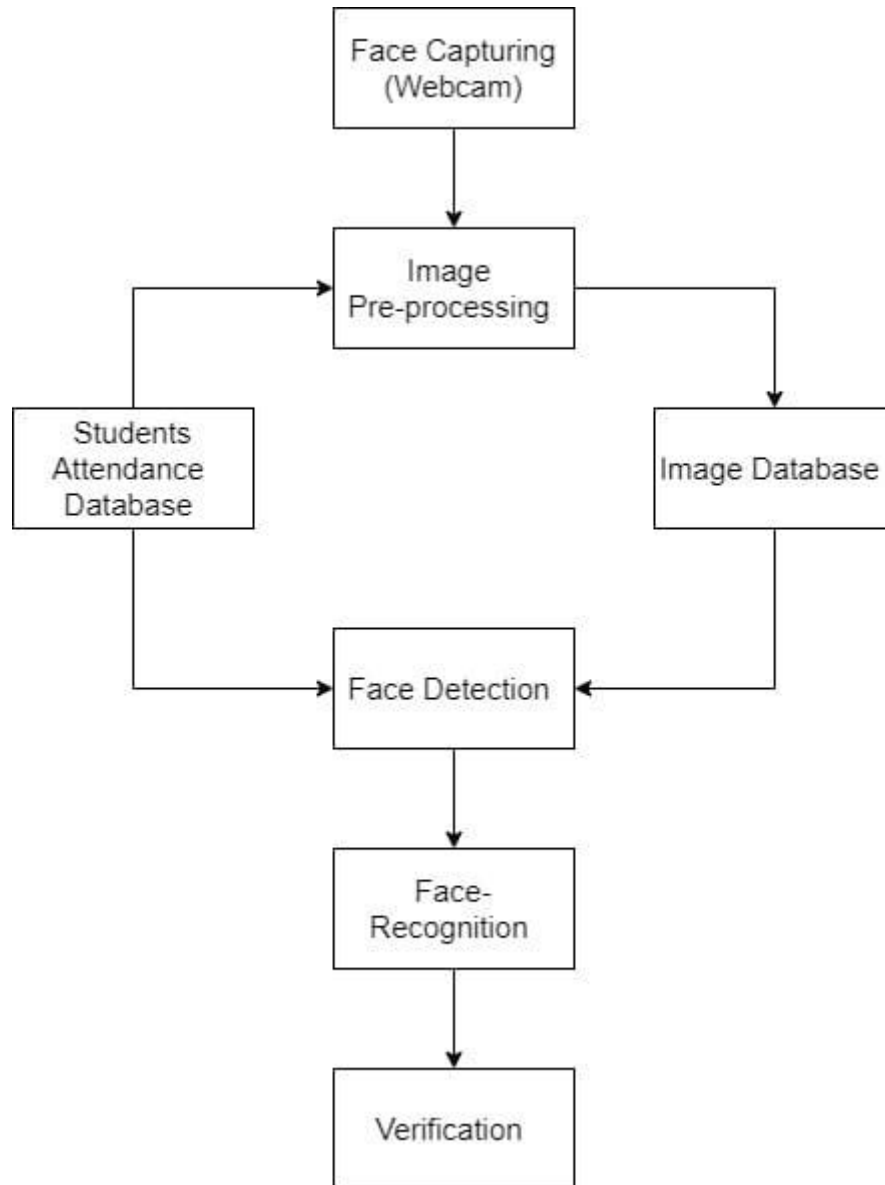 Face Capturing
(Webcam)
Image
Pre-processing
Students
Attendance
Database
Image Database
Face Detection
Face-
Recognition
Verification